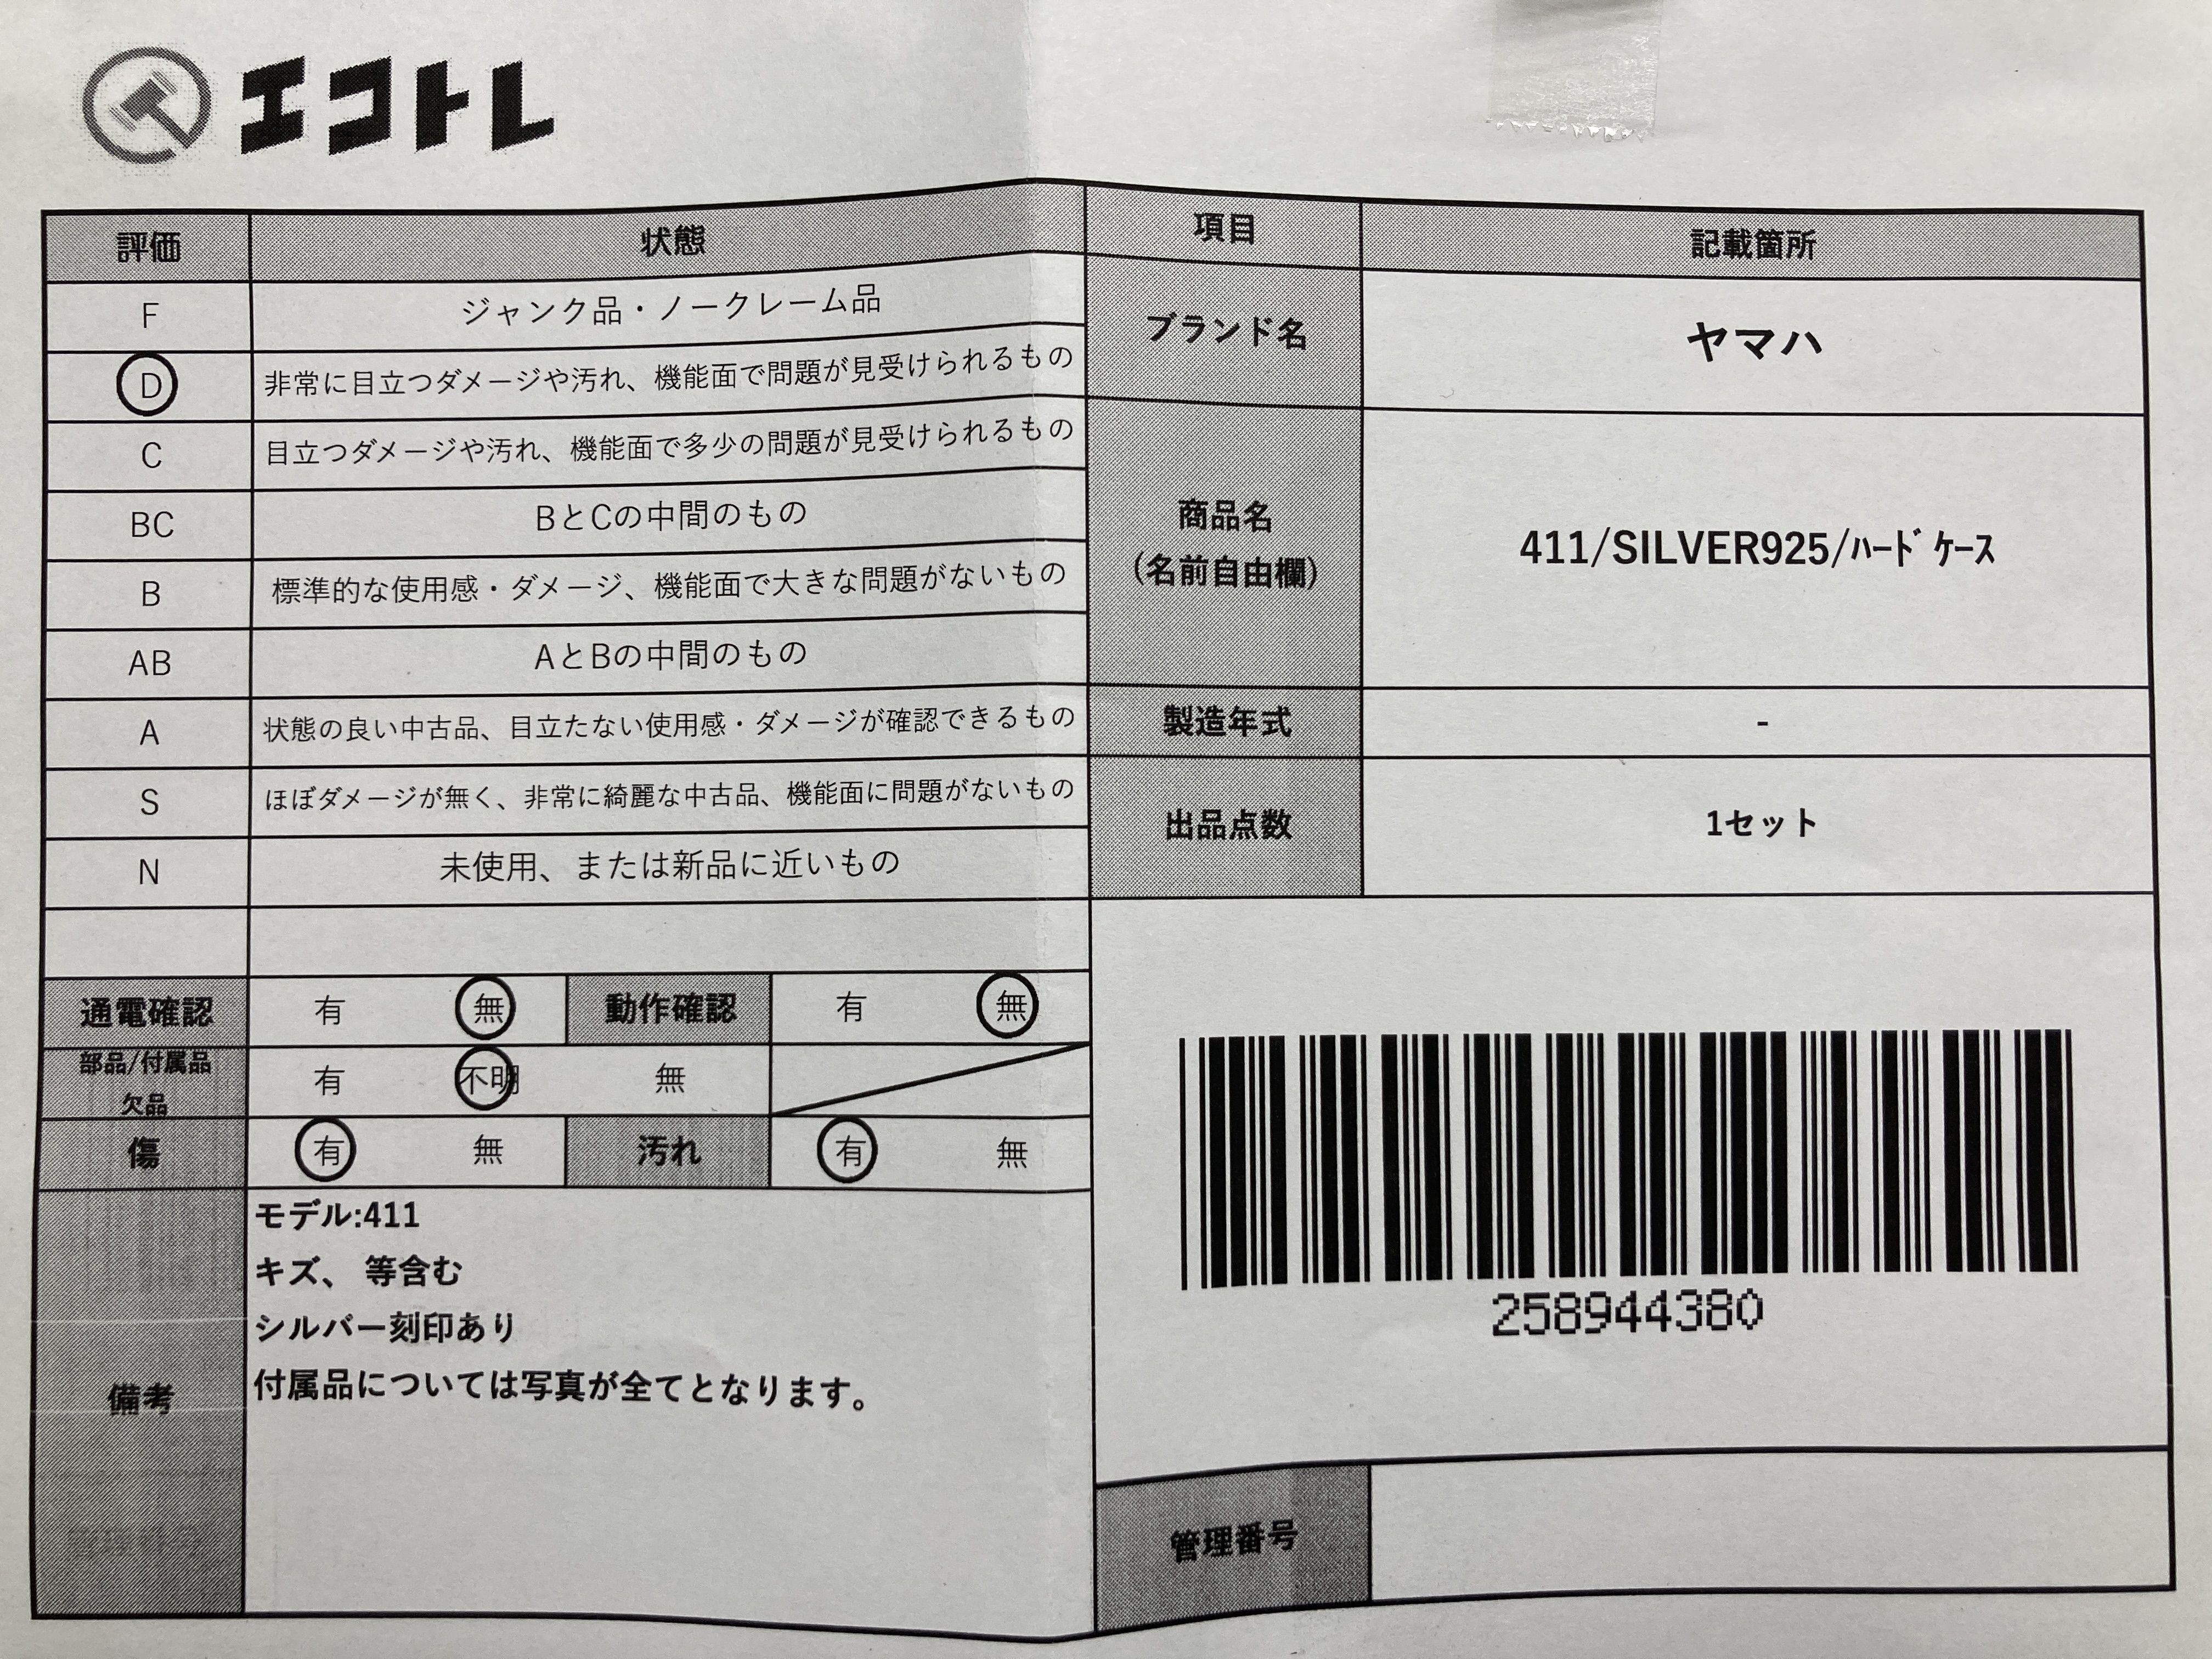 エコトレ
評価 状態
F ジャンク品・ノークレーム品
D 非常に目立つダメージや汚れ、機能面で問題が見受けられるもの
C 目立つダメージや汚れ、機能面で多少の問題が見受けられるもの
BC BとCの中間のもの
B 標準的な使用感・ダメージ、機能面で大きな問題がないもの
AB AとBの中間のもの
A 状態の良い中古品、目立たない使用感・ダメージが確認できるもの
S ほぼダメージが無く、非常に綺麗な中古品、機能面に問題がないもの
N 未使用、または新品に近いもの
通電確認 有 無 動作確認 有 無
部品/付属品
欠品 有 不明 無
傷 有 無 汚れ 有 無
備考
モデル:411
キズ、 等含む
シルバー刻印あり
付属品については写真が全てとなります。
項目 記載箇所
ブランド名 ヤマハ
商品名
(名前自由欄)
411/SILVER925/ﾊｰﾄﾞｹｰｽ
製造年式 -
出品点数 1セット
258944380
管理番号